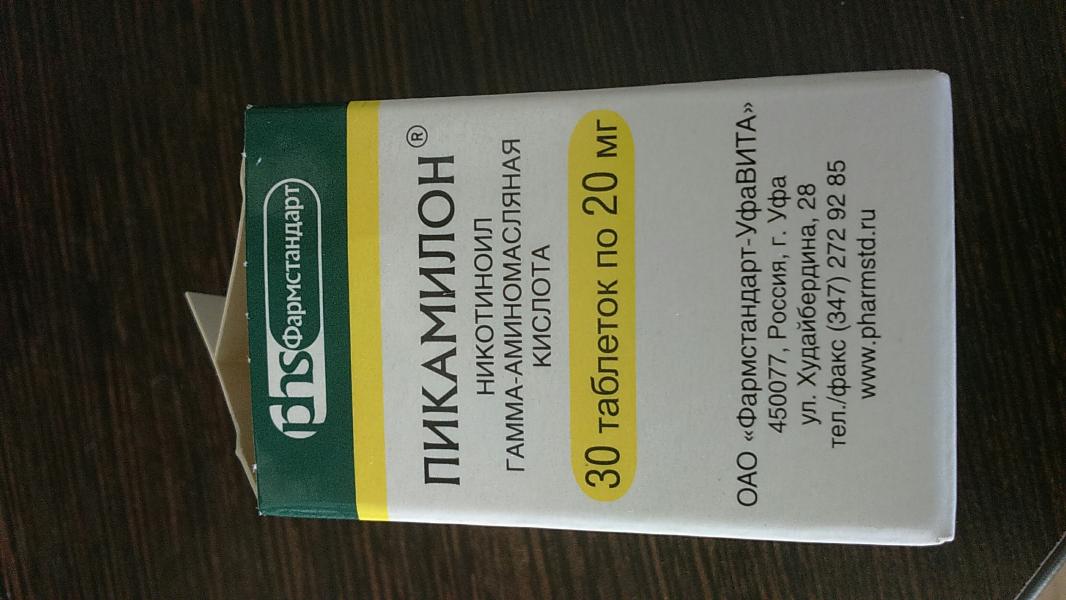 phs Фармстандарт
ПИКАМИЛОН®
НИКОТИНОИЛ
ГАММА-АМИНОМАСЛЯНАЯ
КИСЛОТА
30 таблеток по 20 мг
ОАО «Фармстандарт-УфаВИТА»
450077, Россия, г. Уфа
ул. Худайбердина, 28
тел./факс (347) 272 92 85
www.pharmstd.ru